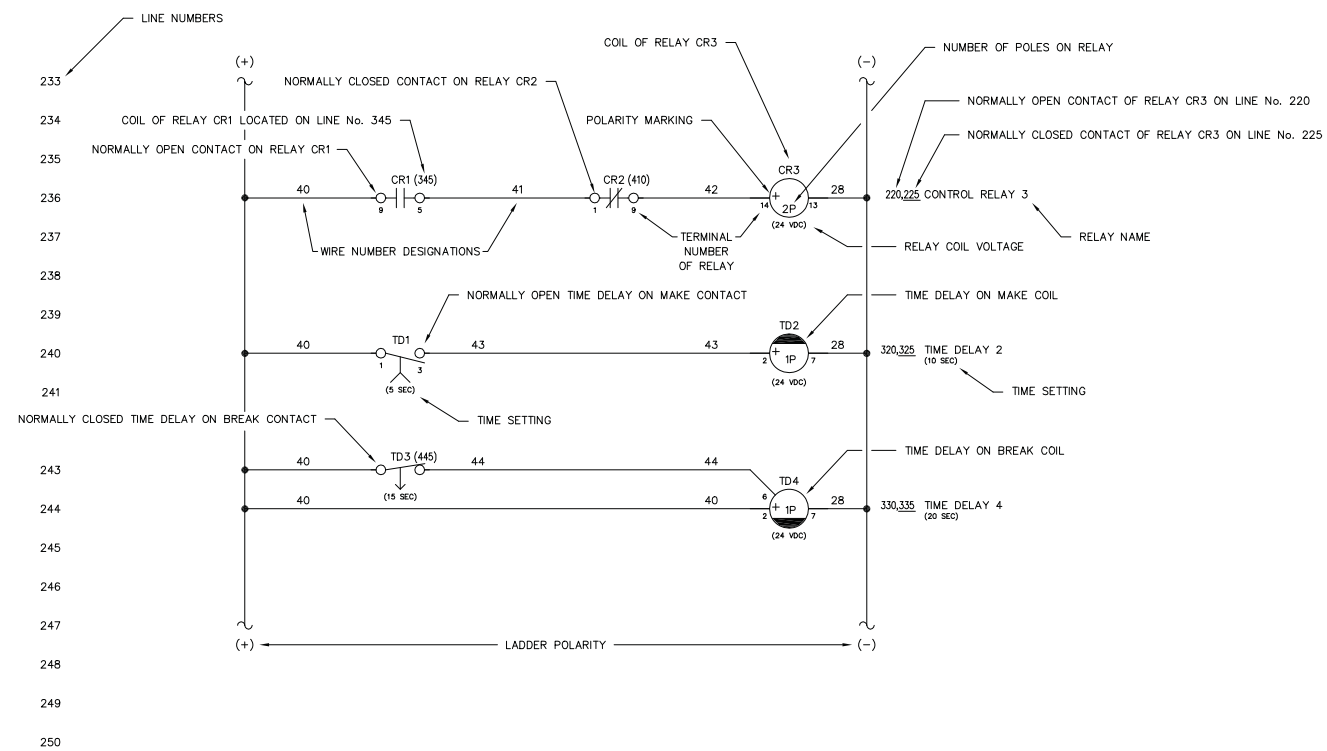 LINE NUMBERS
COIL OF RELAY CR3
NUMBER OF POLES ON RELAY
(+)
(−)
233
NORMALLY CLOSED CONTACT ON RELAY CR2
NORMALLY OPEN CONTACT OF RELAY CR3 ON LINE No. 220
234
COIL OF RELAY CR1 LOCATED ON LINE No. 345
POLARITY MARKING
NORMALLY CLOSED CONTACT OF RELAY CR3 ON LINE No. 225
NORMALLY OPEN CONTACT ON RELAY CR1
235
CR3
CR1 (345)
CR2 (410)
40
41
42
28
236
+
220,225 CONTROL RELAY 3
9
5
1
9
14
2P
13
(24 VDC)
237
TERMINAL
NUMBER
OF RELAY
RELAY NAME
WIRE NUMBER DESIGNATIONS
RELAY COIL VOLTAGE
238
NORMALLY OPEN TIME DELAY ON MAKE CONTACT
TIME DELAY ON MAKE COIL
239
TD2
TD1
40
43
43
28
240
+
320,325 TIME DELAY 2
1
3
2
1P
7
(10 SEC)
(24 VDC)
241
(5 SEC)
TIME SETTING
NORMALLY CLOSED TIME DELAY ON BREAK CONTACT
TIME SETTING
TIME DELAY ON BREAK COIL
TD3 (445)
40
44
44
243
TD4
(15 SEC)
6
40
40
28
244
+
1P
330,335 TIME DELAY 4
2
7
(20 SEC)
(24 VDC)
245
246
247
(+)
LADDER POLARITY
(−)
248
249
250